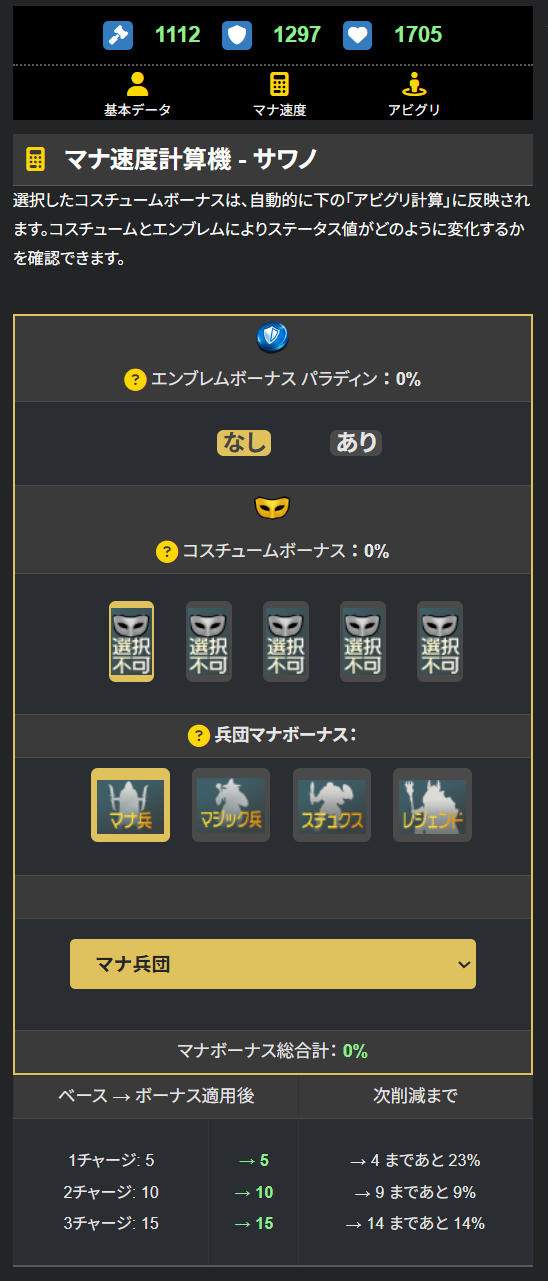 1112 1297 1705
基本データ マナ速度 アビグリ
マナ速度計算機 - サワノ
選択したコスチュームボーナスは、自動的に下の「アビグリ計算」に反映され
ます。コスチュームとエンブレムによりステータス値がどのように変化するか
を確認できます。
? エンブレムボーナス パラディン : 0%
なし あり
? コスチュームボーナス : 0%
選択 選択 選択 選択 選択
不可 不可 不可 不可 不可
? 兵団マナボーナス:
マナ兵 マジック兵 スチュクス レジェンド
マナ兵団
マナボーナス総合計: 0%
ベース → ボーナス適用後 次削減まで
1チャージ: 5 → 5 → 4 まであと 23%
2チャージ: 10 → 10 → 9 まであと 9%
3チャージ: 15 → 15 → 14 まであと 14%